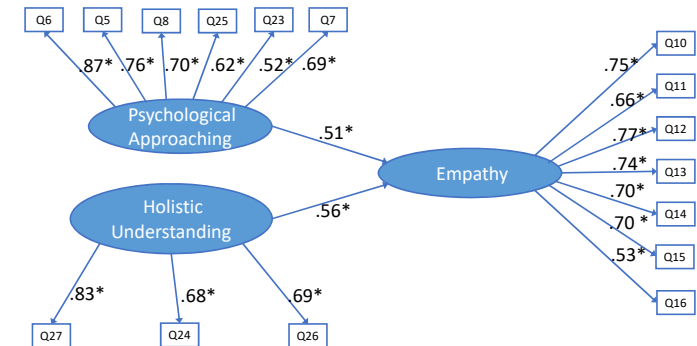 Q6 Q5 Q8 Q25 Q23 Q7
.87* .76* .70* .62* .52* .69*
Psychological
Approaching
.51*
Holistic
Understanding
.56*
.83* .68* .69*
Q27 Q24 Q26
Empathy
.75* Q10
.66* Q11
.77* Q12
.74* Q13
.70* Q14
.70 * Q15
.53* Q16